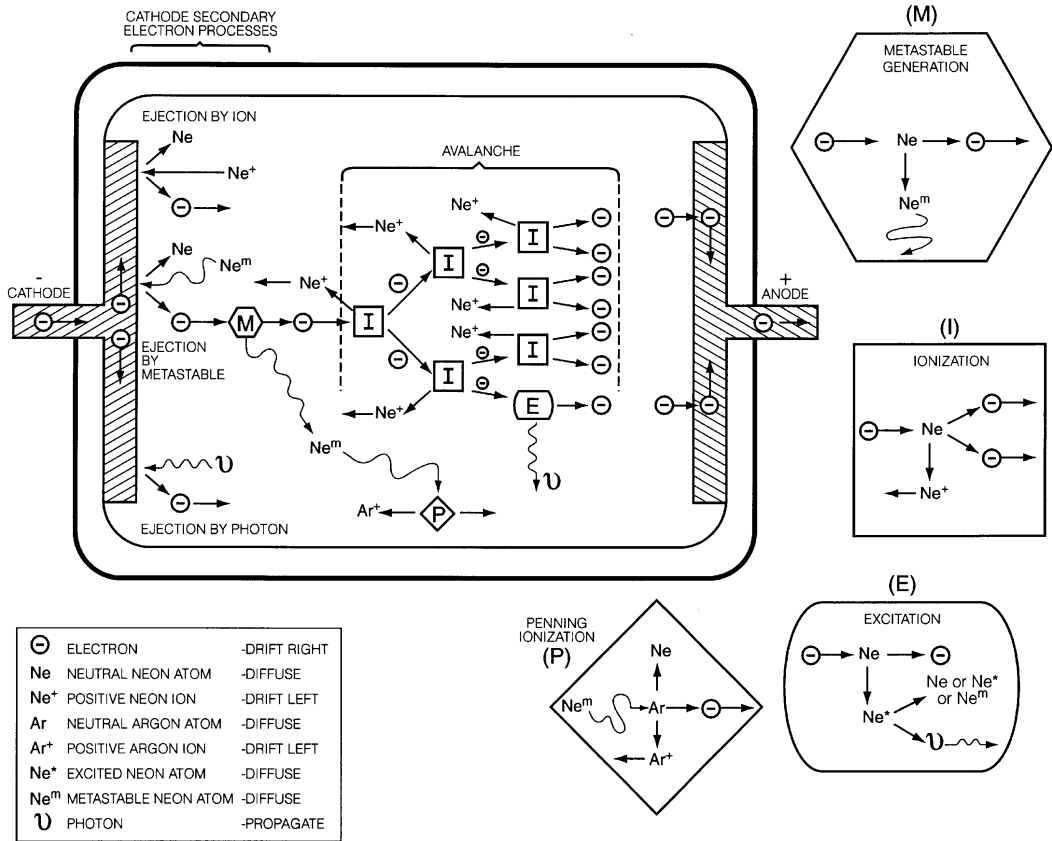 CATHODE SECONDARY
ELECTRON PROCESSES
EJECTION BY ION
Ne
Ne⁺
⊖
Ne
Neᵐ
⊖
EJECTION
BY
METASTABLE
υ
⊖
EJECTION BY PHOTON
-
CATHODE
⊖
⊖
⊖
M
⊖
Neᵐ
Ar⁺
P
AVALANCHE
Ne⁺
I
⊖
⊖
Ne⁺
I
Ne⁺
I
⊖
⊖
⊖
⊖
Ne⁺
I
Ne⁺
I
Ne⁺
I
E
υ
⊖
⊖
⊖
⊖
⊖
⊖
⊖
⊖ ⊖
⊖ ⊖
+
ANODE
⊖
(M)
METASTABLE
GENERATION
⊖ Ne ⊖
Neᵐ
(I)
IONIZATION
⊖ Ne ⊖
⊖
Ne⁺
(E)
EXCITATION
⊖ Ne ⊖
Ne or Ne*
or Neᵐ
Ne*
υ
PENNING
IONIZATION
(P)
Ne
Neᵐ Ar ⊖
Ar⁺
⊖ ELECTRON -DRIFT RIGHT
Ne NEUTRAL NEON ATOM -DIFFUSE
Ne⁺ POSITIVE NEON ION -DRIFT LEFT
Ar NEUTRAL ARGON ATOM -DIFFUSE
Ar⁺ POSITIVE ARGON ION -DRIFT LEFT
Ne* EXCITED NEON ATOM -DIFFUSE
Neᵐ METASTABLE NEON ATOM -DIFFUSE
υ PHOTON -PROPAGATE